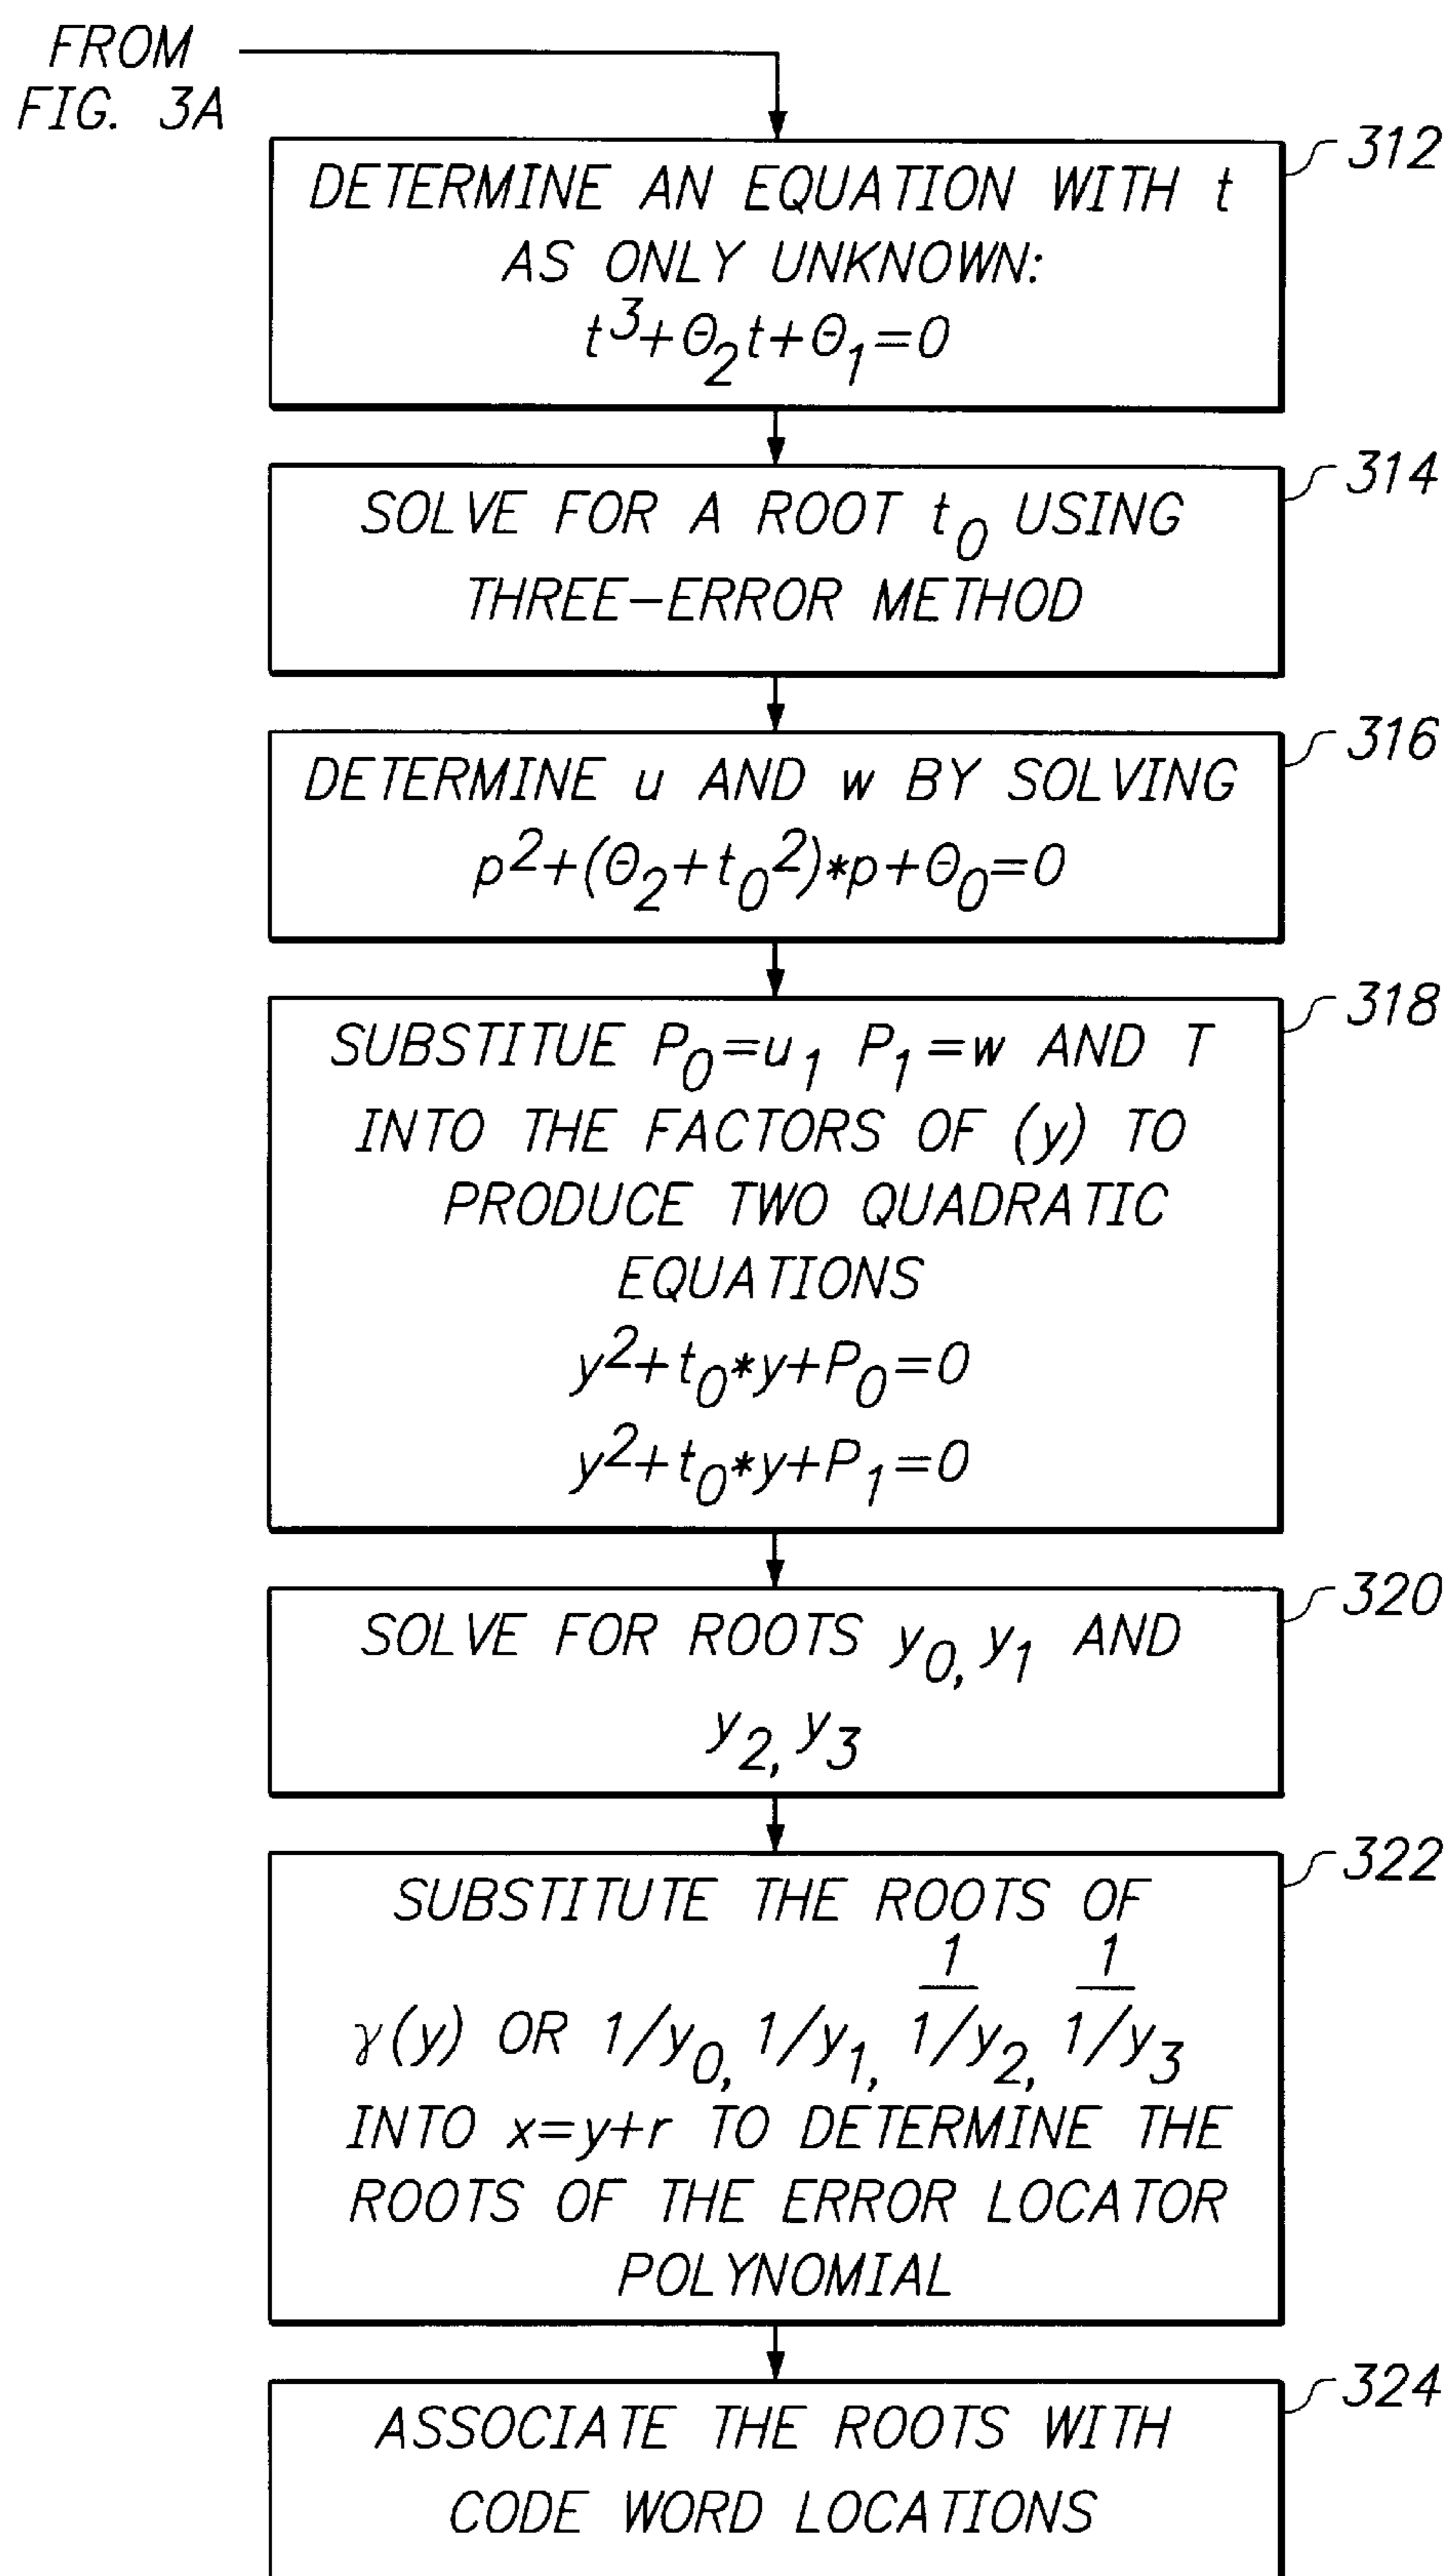 FROM
FIG. 3A
312
DETERMINE AN EQUATION WITH t
AS ONLY UNKNOWN:
t³+Θ₂t+Θ₁=0
314
SOLVE FOR A ROOT t₀ USING
THREE-ERROR METHOD
316
DETERMINE u AND w BY SOLVING
p²+(Θ₂+t₀²)*p+Θ₀=0
318
SUBSTITUE P₀=u₁ P₁=w AND T
INTO THE FACTORS OF (y) TO
PRODUCE TWO QUADRATIC
EQUATIONS
y²+t₀*y+P₀=0
y²+t₀*y+P₁=0
320
SOLVE FOR ROOTS y₀, y₁ AND
y₂, y₃
322
SUBSTITUTE THE ROOTS OF
1 1
γ(y) OR 1/y₀, 1/y₁, 1/y₂, 1/y₃
INTO x=y+r TO DETERMINE THE
ROOTS OF THE ERROR LOCATOR
POLYNOMIAL
324
ASSOCIATE THE ROOTS WITH
CODE WORD LOCATIONS